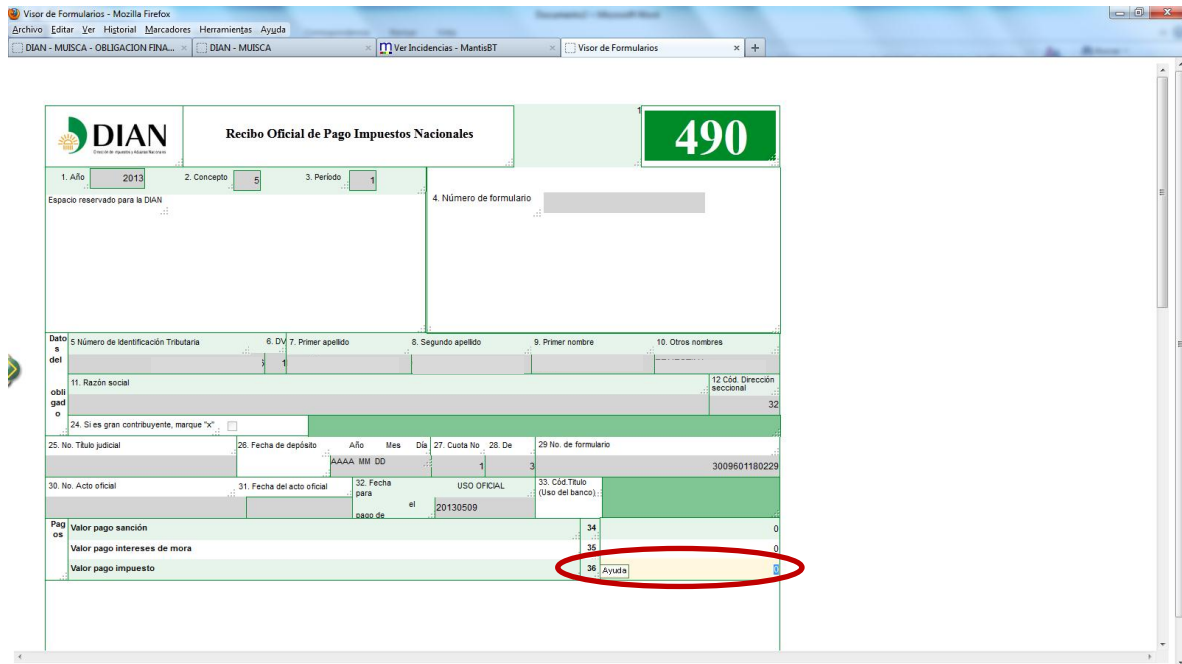 Visor de Formularios - Mozilla Firefox
Archivo Editar Ver Historial Marcadores Herramientas Ayuda
DIAN - MUISCA - OBLIGACION FINA... × DIAN - MUISCA × Ver Incidencias - MantisBT × Visor de Formularios × +
DIAN
Recibo Oficial de Pago Impuestos Nacionales
1
490
1. Año 2013 2. Concepto 5 3. Período 1
Espacio reservado para la DIAN
4. Número de formulario
Datos del obligado
5 Número de Identificación Tributaria 6. DV 7. Primer apellido 8. Segundo apellido 9. Primer nombre 10. Otros nombres
1
11. Razón social 12 Cód. Dirección seccional
32
24. Si es gran contribuyente, marque "x"
25. No. Título judicial 26. Fecha de depósito Año Mes Día 27. Cuota No 28. De 29 No. de formulario
AAAA MM DD 1 3 3009601180229
30. No. Acto oficial 31. Fecha del acto oficial 32. Fecha para el pago de USO OFICIAL 33. Cód.Título (Uso del banco)
20130509
Pagos
Valor pago sanción 34 0
Valor pago intereses de mora 35 0
Valor pago impuesto 36 Ayuda 0